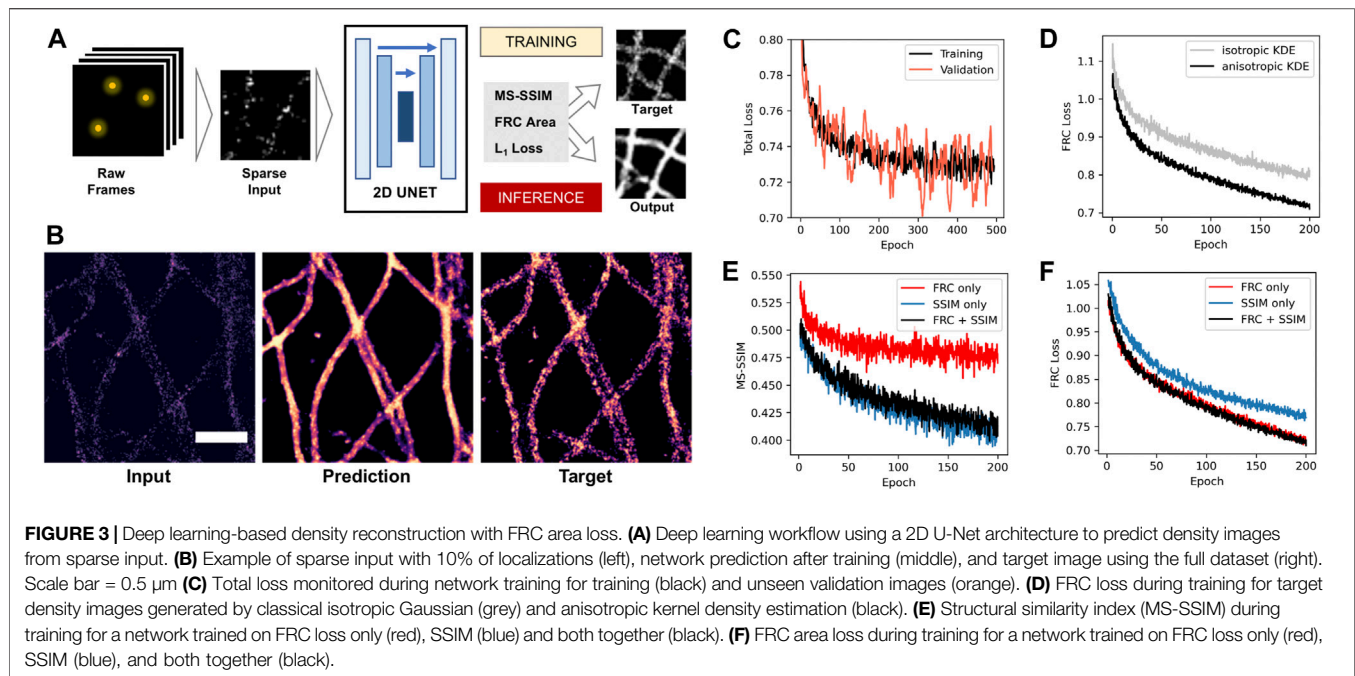 A
Raw
Frames
Sparse
Input
2D UNET
TRAINING
MS-SSIM
FRC Area
L₁ Loss
INFERENCE
Target
Output
B
Input
Prediction
Target
C
Total Loss
0.80
0.78
0.76
0.74
0.72
0.70
Training
Validation
0 100 200 300 400 500
Epoch
D
FRC Loss
1.1
1.0
0.9
0.8
0.7
isotropic KDE
anisotropic KDE
0 50 100 150 200
Epoch
E
MS-SSIM
0.550
0.525
0.500
0.475
0.450
0.425
0.400
FRC only
SSIM only
FRC + SSIM
0 50 100 150 200
Epoch
F
FRC Loss
1.05
1.00
0.95
0.90
0.85
0.80
0.75
0.70
FRC only
SSIM only
FRC + SSIM
0 50 100 150 200
Epoch
FIGURE 3 | Deep learning-based density reconstruction with FRC area loss. (A) Deep learning workflow using a 2D U-Net architecture to predict density images
from sparse input. (B) Example of sparse input with 10% of localizations (left), network prediction after training (middle), and target image using the full dataset (right).
Scale bar = 0.5 μm (C) Total loss monitored during network training for training (black) and unseen validation images (orange). (D) FRC loss during training for target
density images generated by classical isotropic Gaussian (grey) and anisotropic kernel density estimation (black). (E) Structural similarity index (MS-SSIM) during
training for a network trained on FRC loss only (red), SSIM (blue) and both together (black). (F) FRC area loss during training for a network trained on FRC loss only (red),
SSIM (blue), and both together (black).